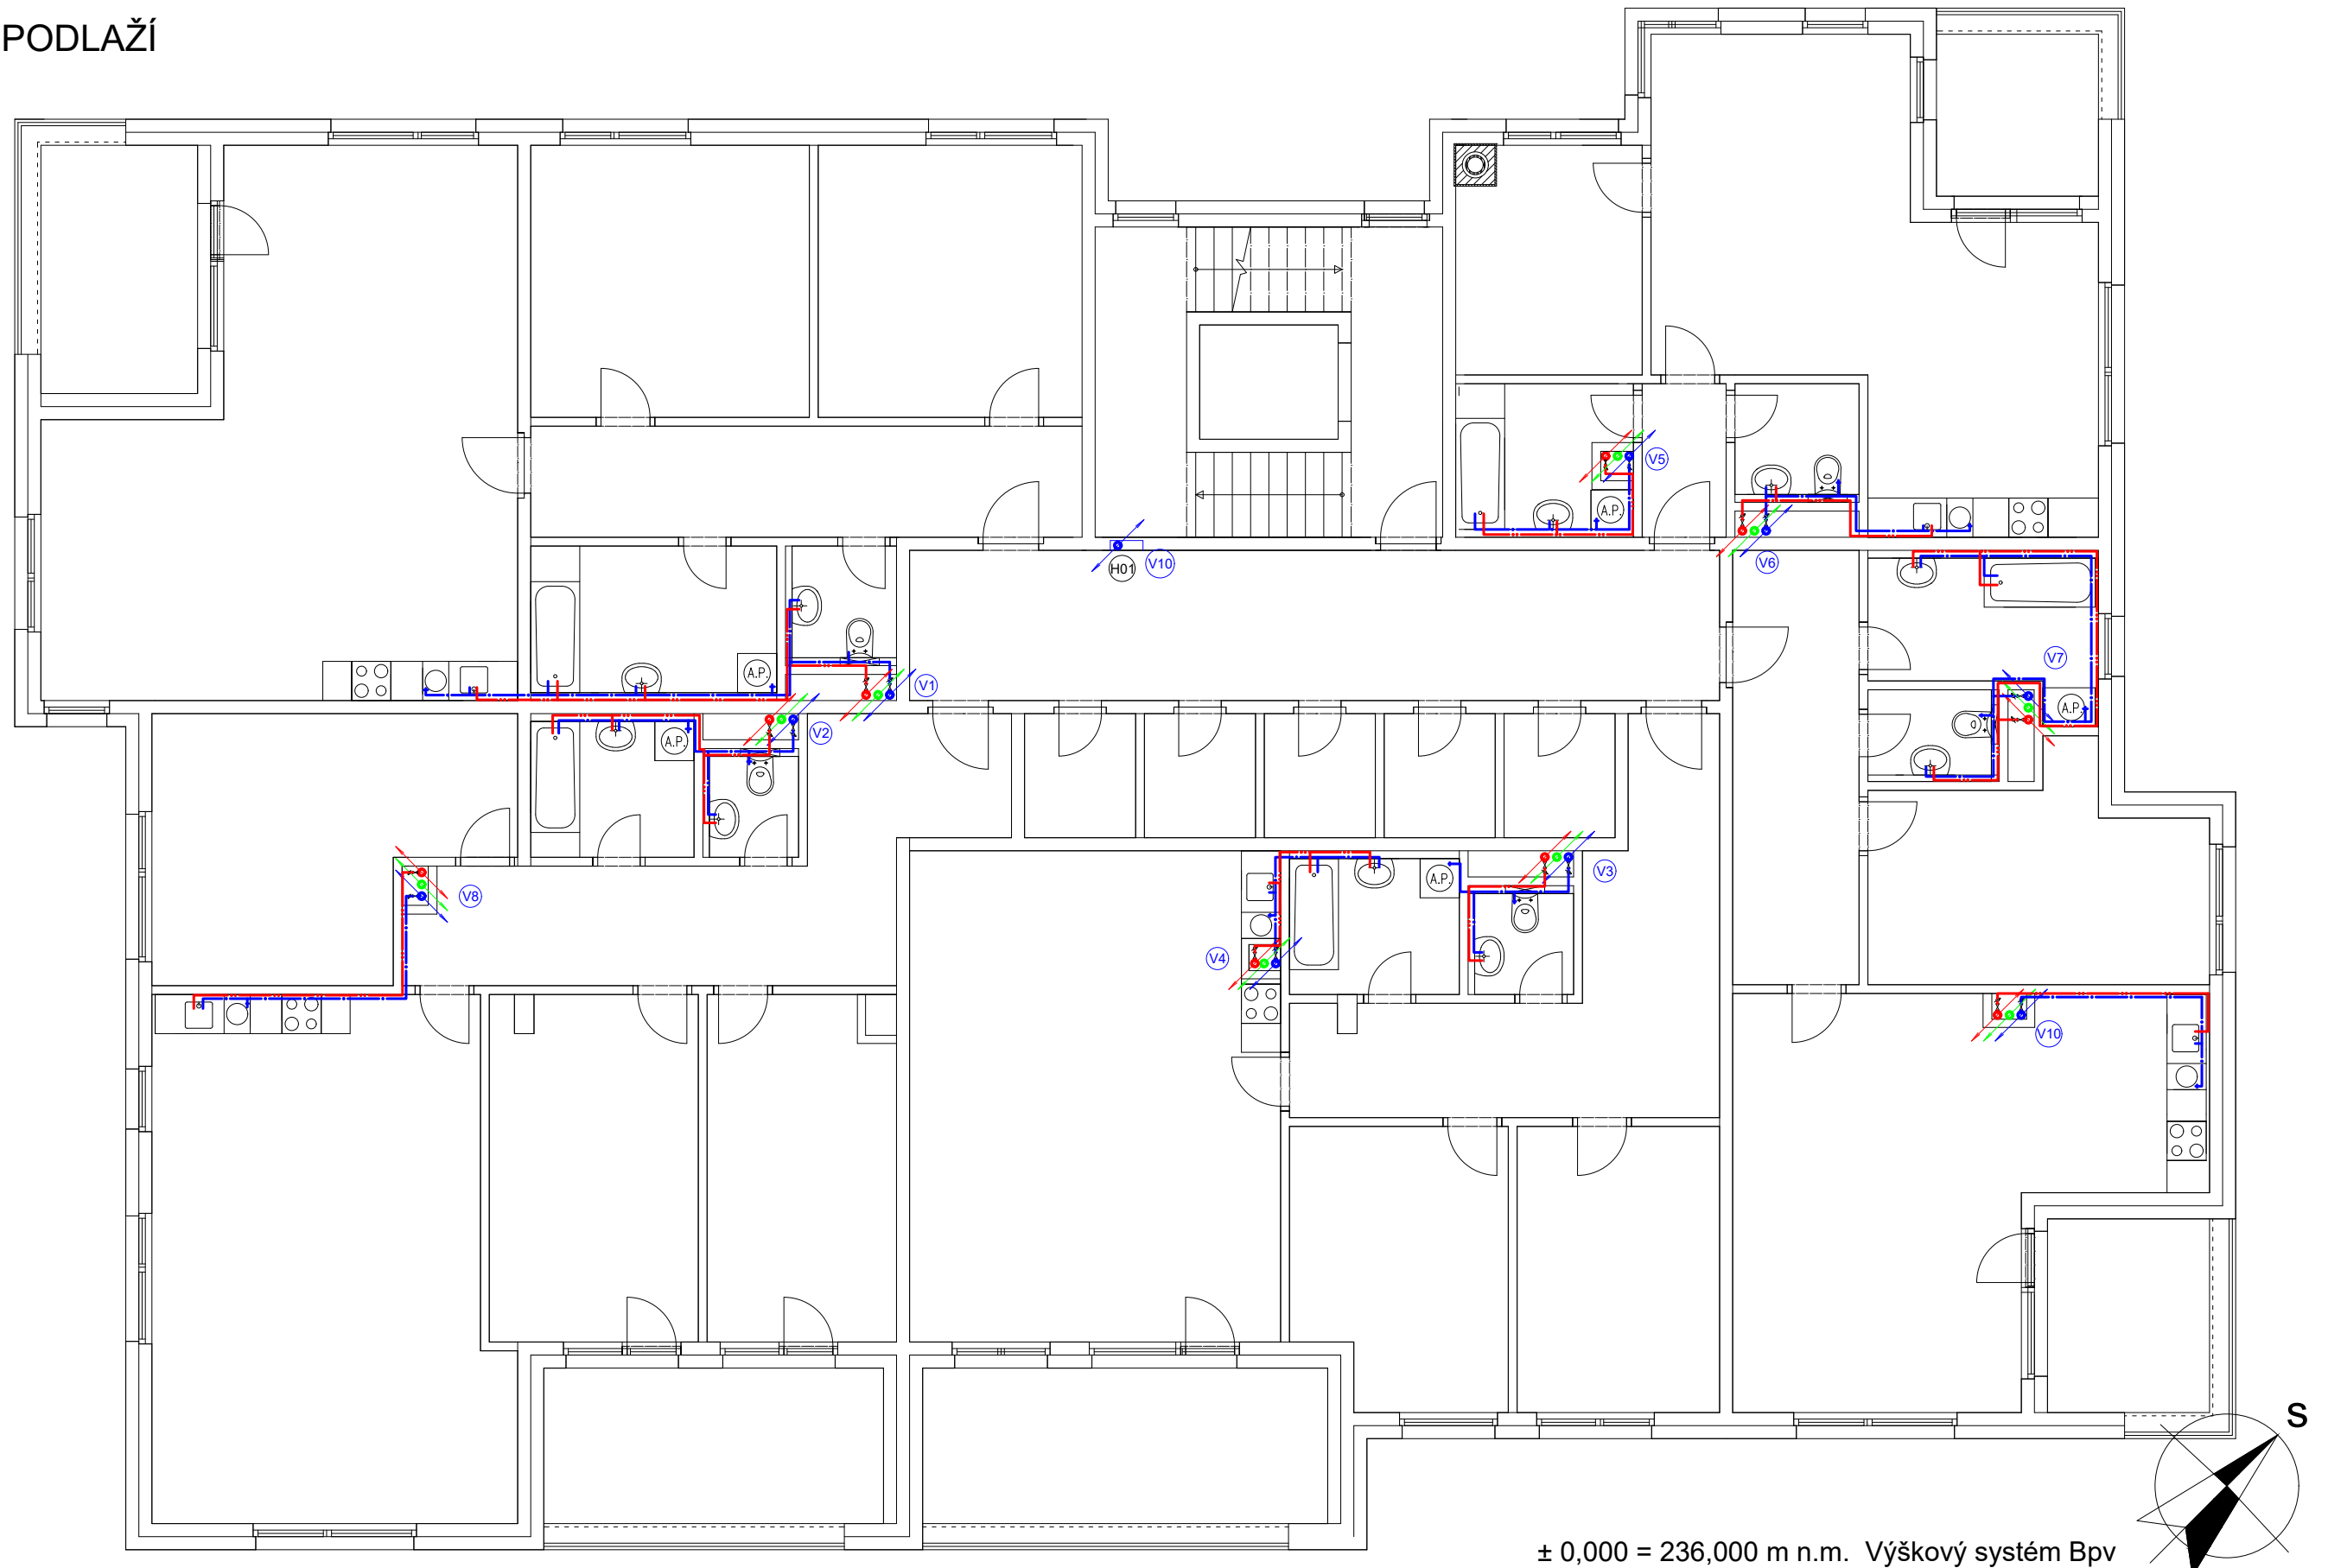 PODLAŽÍ
V5
A.P.
H01
V10
V6
V7
A.P.
V1
A.P.
V2
A.P.
A.P.
V3
V8
V4
V10
S
± 0,000 = 236,000 m n.m. Výškový systém Bpv